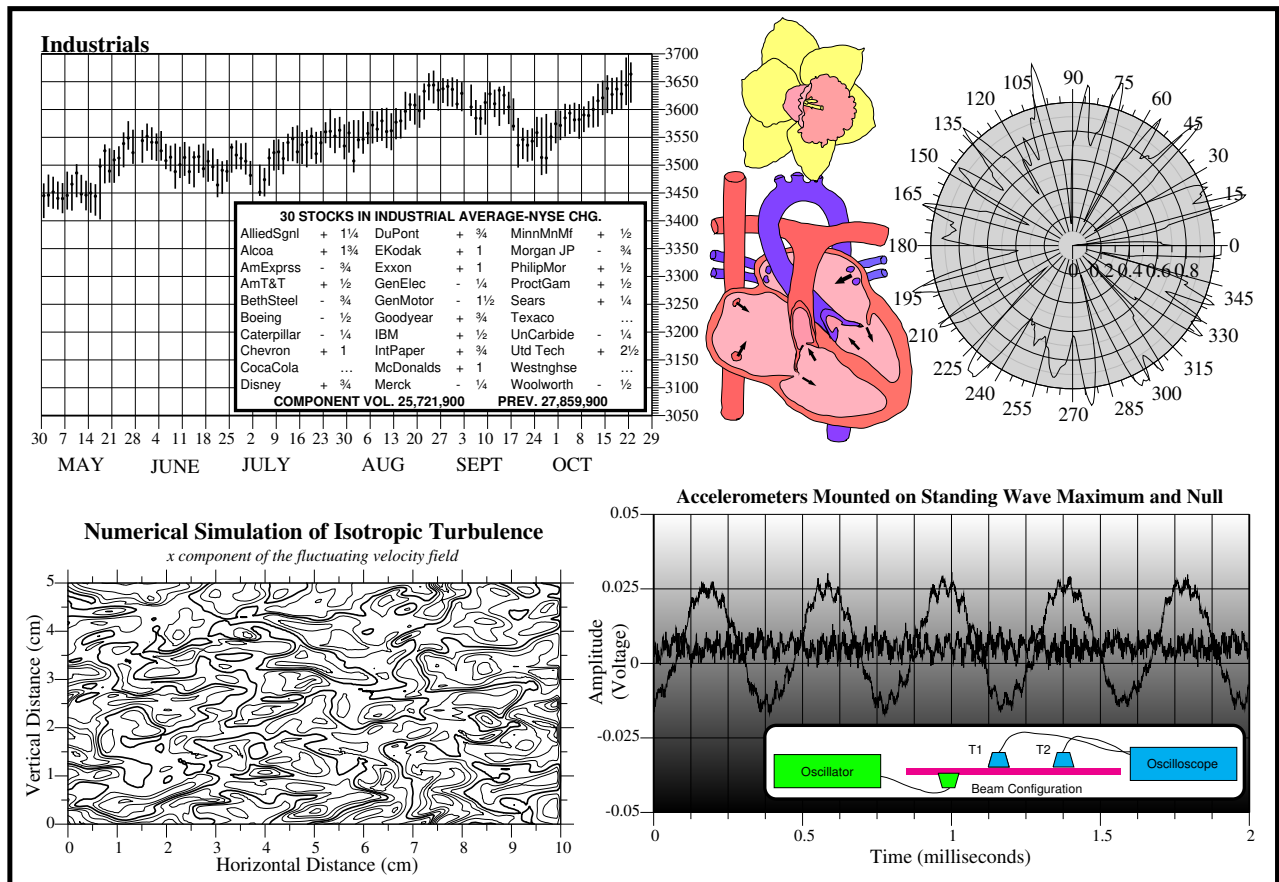 Industrials
3700
3650
3600
3550
3500
3450
3400
3350
3300
3250
3200
3150
3100
3050
30 STOCKS IN INDUSTRIAL AVERAGE-NYSE CHG.
AlliedSgnl + 1¼ DuPont + ¾ MinnMnMf + ½
Alcoa + 1¾ EKodak + 1 Morgan JP - ¾
AmExprss - ¾ Exxon + 1 PhilipMor + ½
AmT&T + ½ GenElec - ¼ ProctGam + ½
BethSteel - ¾ GenMotor - 1½ Sears + ¼
Boeing - ½ Goodyear + ¾ Texaco ...
Caterpillar - ¼ IBM + ½ UnCarbide - ¼
Chevron + 1 IntPaper + ¾ Utd Tech + 2½
CocaCola ... McDonalds + 1 Westnghse ...
Disney + ¾ Merck - ¼ Woolworth - ½
COMPONENT VOL. 25,721,900 PREV. 27,859,900
30 7 14 21 28 4 11 18 25 2 9 16 23 30 6 13 20 27 3 10 17 24 1 8 15 22 29
MAY JUNE JULY AUG SEPT OCT
0
15
30
45
60
75
90
105
120
135
150
165
180
195
210
225
240
255
270
285
300
315
330
345
0 0.2 0.4 0.6 0.8
Numerical Simulation of Isotropic Turbulence
x component of the fluctuating velocity field
5
4
3
2
1
0
Vertical Distance (cm)
0 1 2 3 4 5 6 7 8 9 10
Horizontal Distance (cm)
Accelerometers Mounted on Standing Wave Maximum and Null
0.05
0.025
0
-0.025
-0.05
Amplitude
(Voltage)
T1 T2
Oscillator
Oscilloscope
Beam Configuration
0 0.5 1 1.5 2
Time (milliseconds)